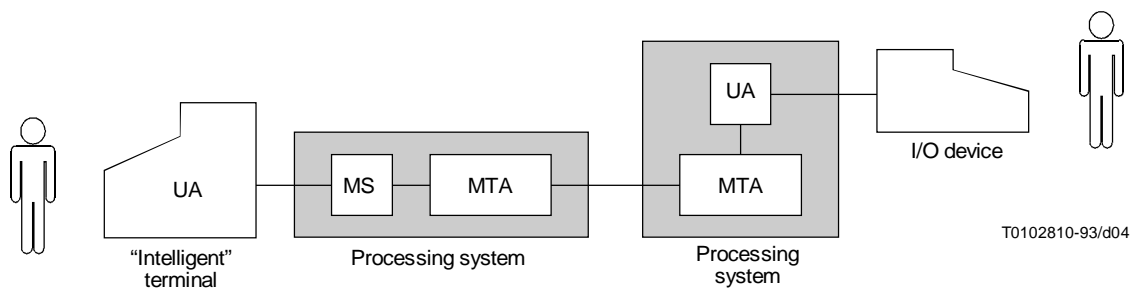 UA
“Intelligent”
terminal
MS
MTA
Processing system
UA
MTA
Processing
system
I/O device
T0102810-93/d04